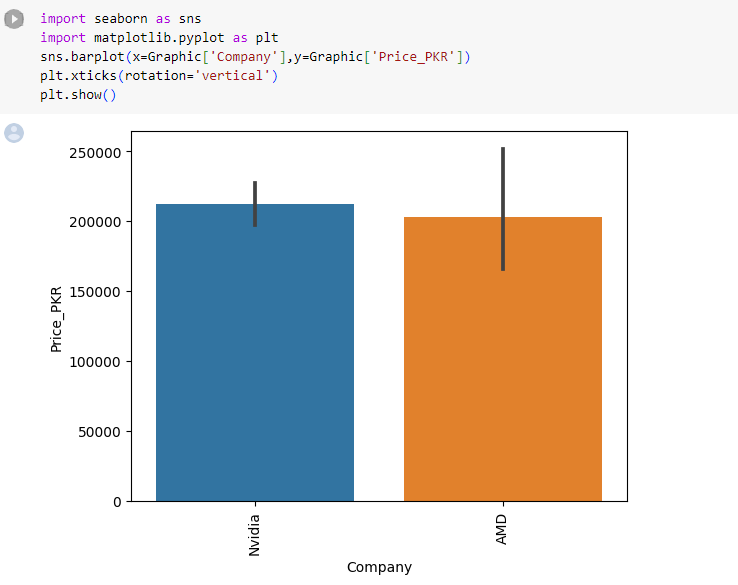 import seaborn as sns
import matplotlib.pyplot as plt
sns.barplot(x=Graphic['Company'],y=Graphic['Price_PKR'])
plt.xticks(rotation='vertical')
plt.show()
250000
200000
150000
100000
50000
0
Price_PKR
Nvidia
AMD
Company